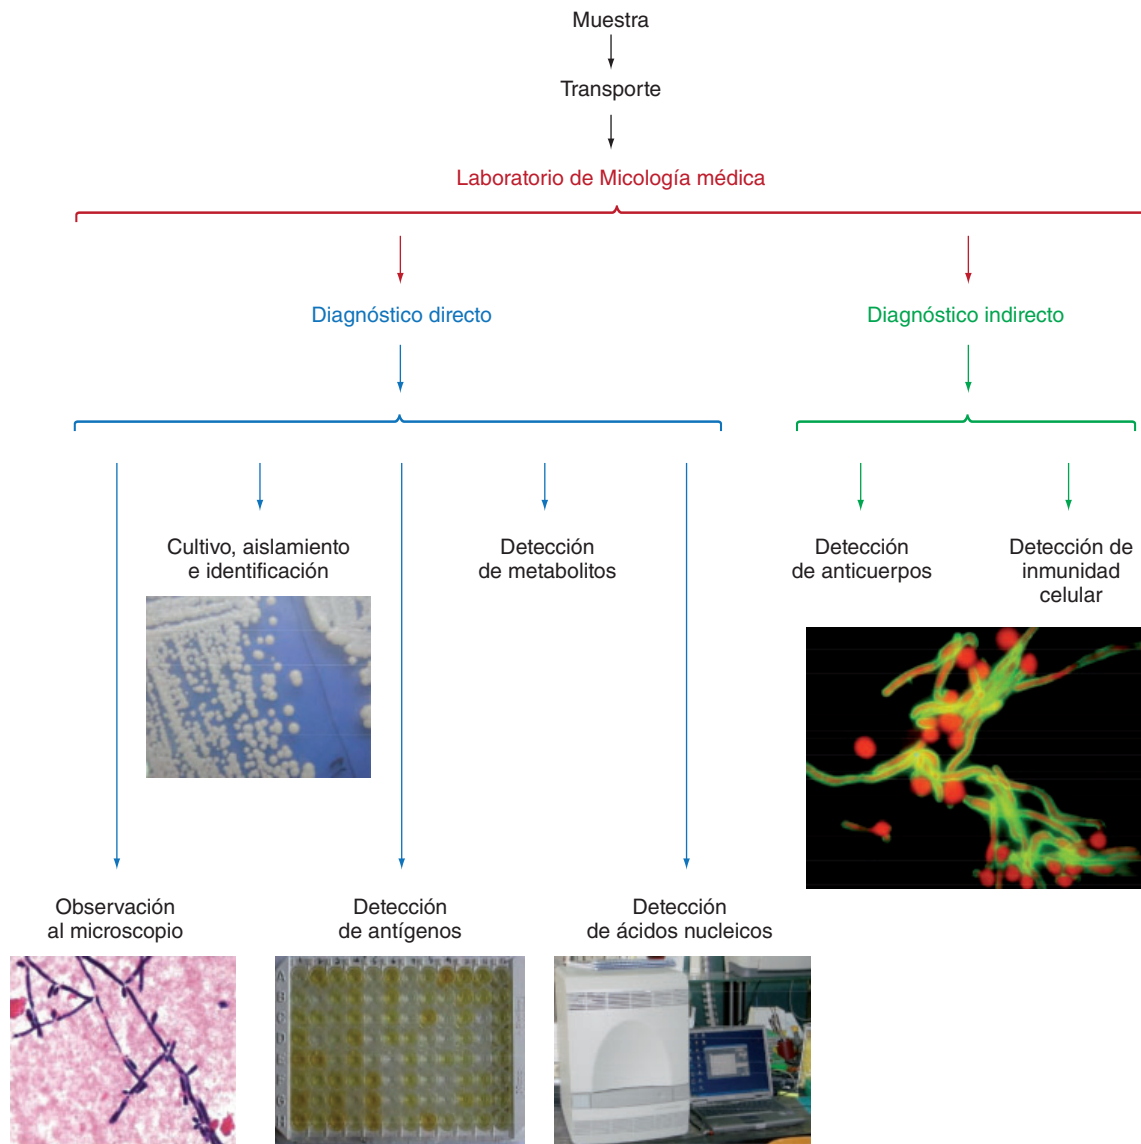 Muestra
Transporte
Laboratorio de Micología médica
Diagnóstico directo
Diagnóstico indirecto
Cultivo, aislamiento
e identificación
Detección
de metabolitos
Detección
de anticuerpos
Detección de
inmunidad
celular
Observación
al microscopio
Detección
de antígenos
Detección
de ácidos nucleicos
A
B
C
D
E
F
G
H